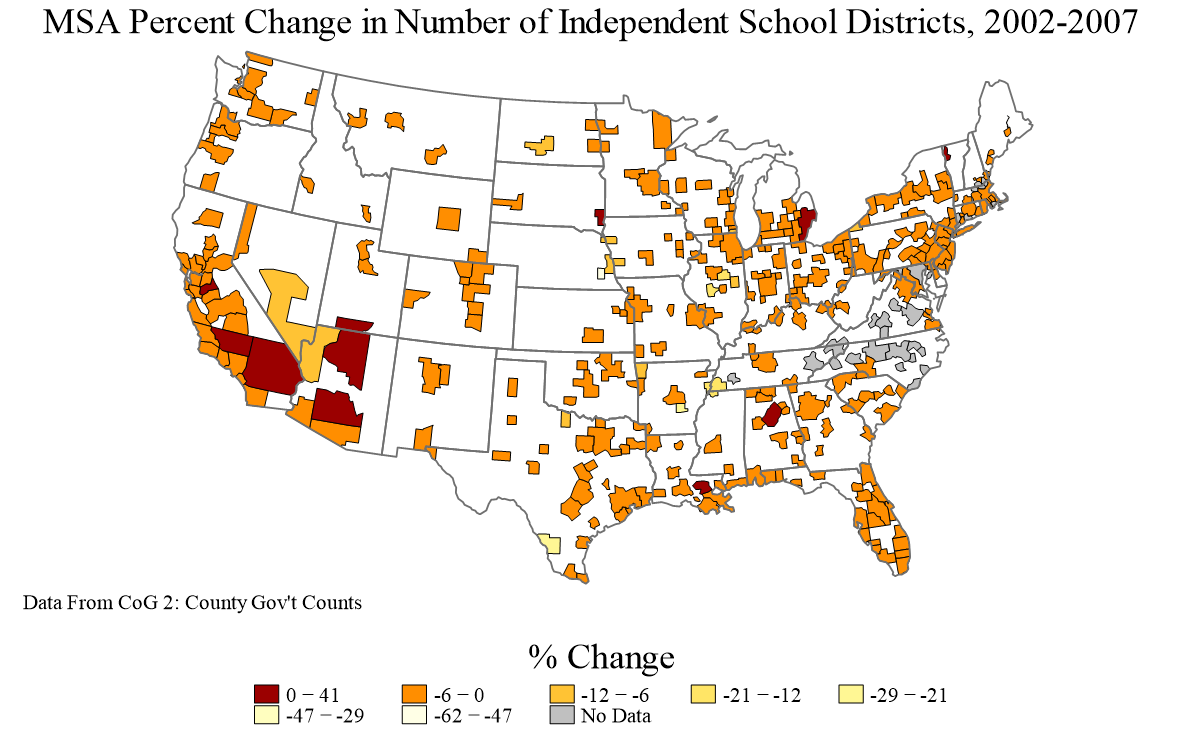 MSA Percent Change in Number of Independent School Districts, 2002-2007
Data From CoG 2: County Gov't Counts
% Change
0 − 41
-6 − 0
-12 − -6
-21 − -12
-29 − -21
-47 − -29
-62 − -47
No Data